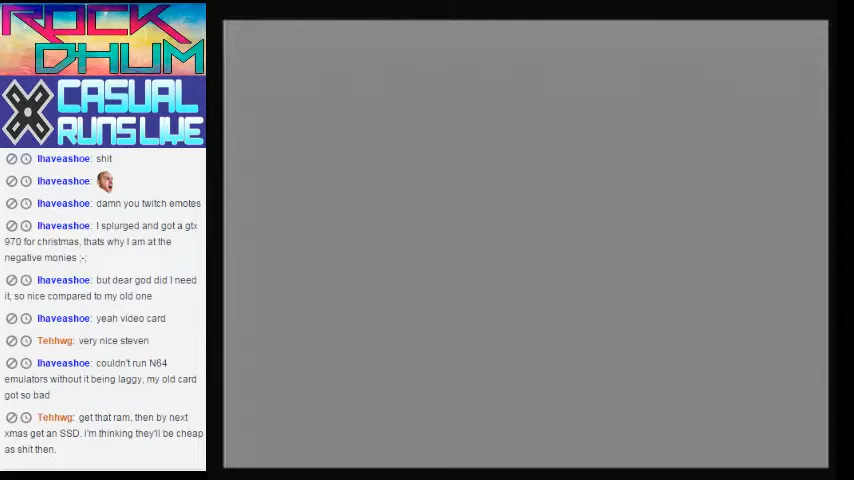 ROCK
DHUM
CASUAL
RUNS LIVE
Ihaveashoe: shit
Ihaveashoe:
Ihaveashoe: damn you twitch emotes
Ihaveashoe: I splurged and got a gtx
970 for christmas, thats why I am at the
negative monies ;-;
Ihaveashoe: but dear god did I need
it, so nice compared to my old one
Ihaveashoe: yeah video card
Tehhwg: very nice steven
Ihaveashoe: couldn't run N64
emulators without it being laggy, my old card
got so bad
Tehhwg: get that ram, then by next
xmas get an SSD. i'm thinking they'll be cheap
as shit then.